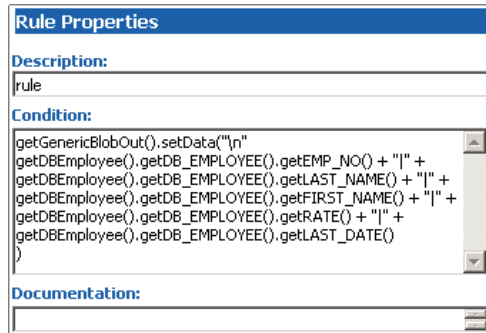 Rule Properties
Description:
rule
Condition:
getGenericBlobOut().setData("\n"
getDBEmployee().getDB_EMPLOYEE().getEMP_NO() + "|" +
getDBEmployee().getDB_EMPLOYEE().getLAST_NAME() + "|" +
getDBEmployee().getDB_EMPLOYEE().getFIRST_NAME() + "|" +
getDBEmployee().getDB_EMPLOYEE().getRATE() + "|" +
getDBEmployee().getDB_EMPLOYEE().getLAST_DATE()
)
Documentation: